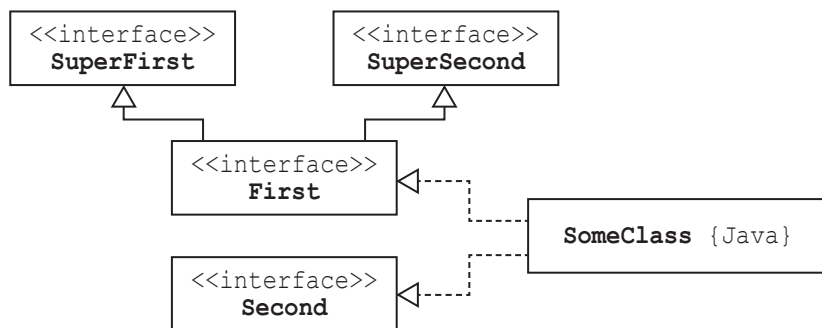 <<interface>>
SuperFirst
<<interface>>
SuperSecond
<<interface>>
First
SomeClass {Java}
<<interface>>
Second